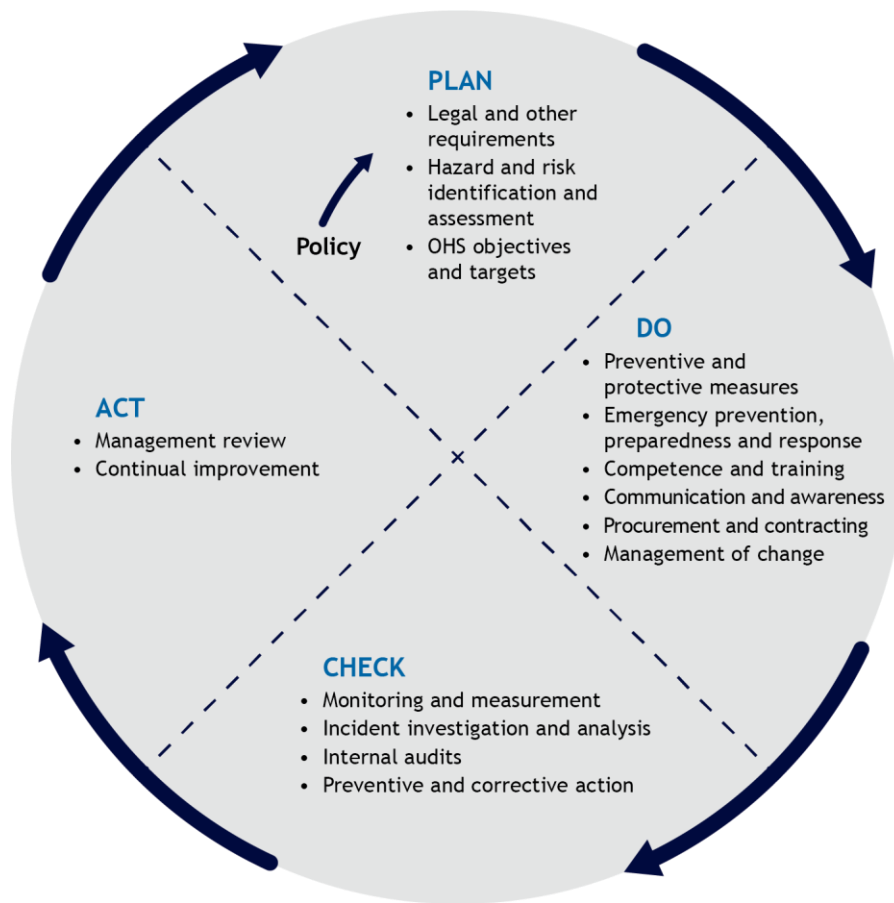 PLAN
• Legal and other
requirements
• Hazard and risk
identification and
assessment
• OHS objectives
and targets
Policy
DO
• Preventive and
protective measures
• Emergency prevention,
preparedness and response
• Competence and training
• Communication and awareness
• Procurement and contracting
• Management of change
CHECK
• Monitoring and measurement
• Incident investigation and analysis
• Internal audits
• Preventive and corrective action
ACT
• Management review
• Continual improvement